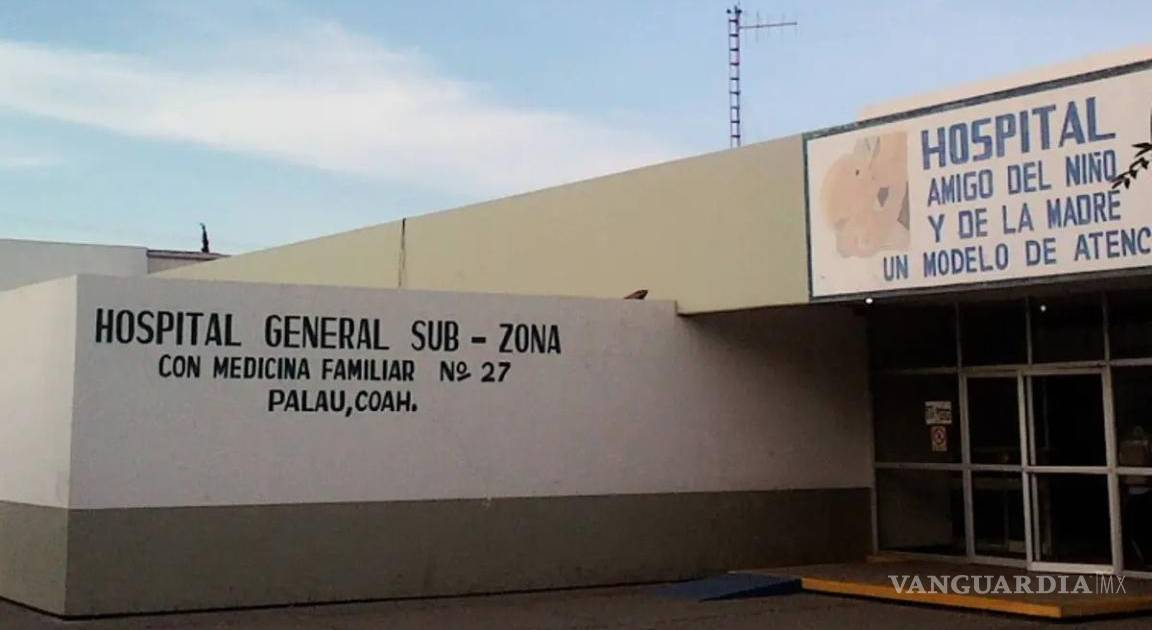 HOSPITAL GENERAL SUB - ZONA
CON MEDICINA FAMILIAR Nº 27
PALAU, COAH.
HOSPITAL
AMIGO DEL NIÑO
Y DE LA MADRE
UN MODELO DE ATENC
VANGUARDIA MX